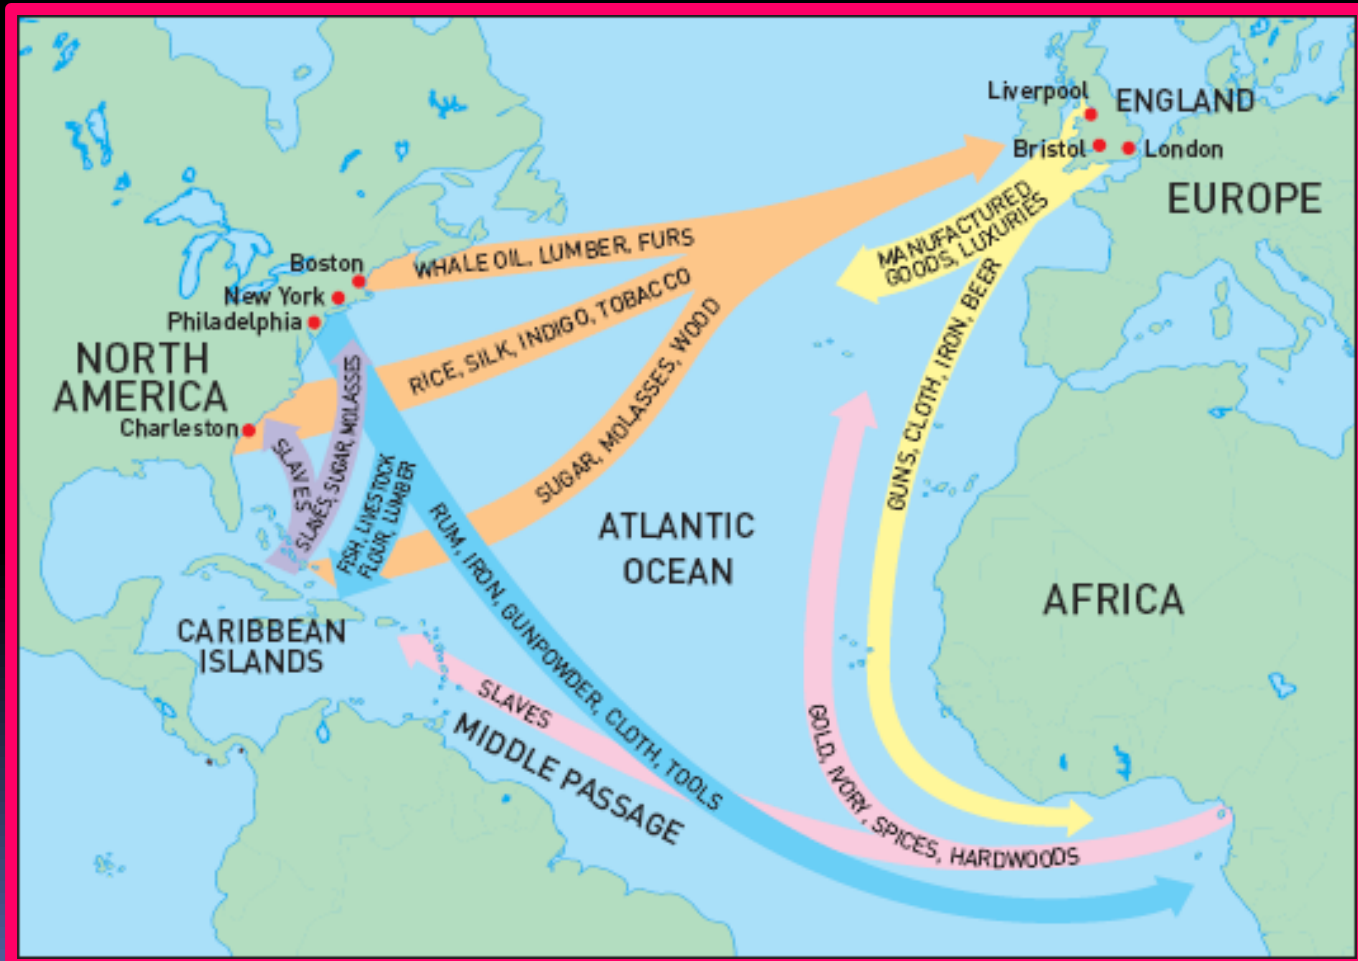 Liverpool
ENGLAND
Bristol
London
EUROPE
MANUFACTURED
GOODS, LUXURIES
WHALE OIL, LUMBER, FURS
Boston
New York
Philadelphia
RICE, SILK, INDIGO, TOBACCO
GUNS, CLOTH, IRON, BEER
NORTH
AMERICA
SUGAR, MOLASSES, WOOD
Charleston
SLAVES
SLAVES, SUGAR, MOLASSES
FISH, LIVESTOCK
FLOUR, LUMBER
RUM, IRON, GUNPOWDER, CLOTH, TOOLS
ATLANTIC
OCEAN
AFRICA
CARIBBEAN
ISLANDS
SLAVES
MIDDLE PASSAGE
GOLD, IVORY, SPICES, HARDWOODS